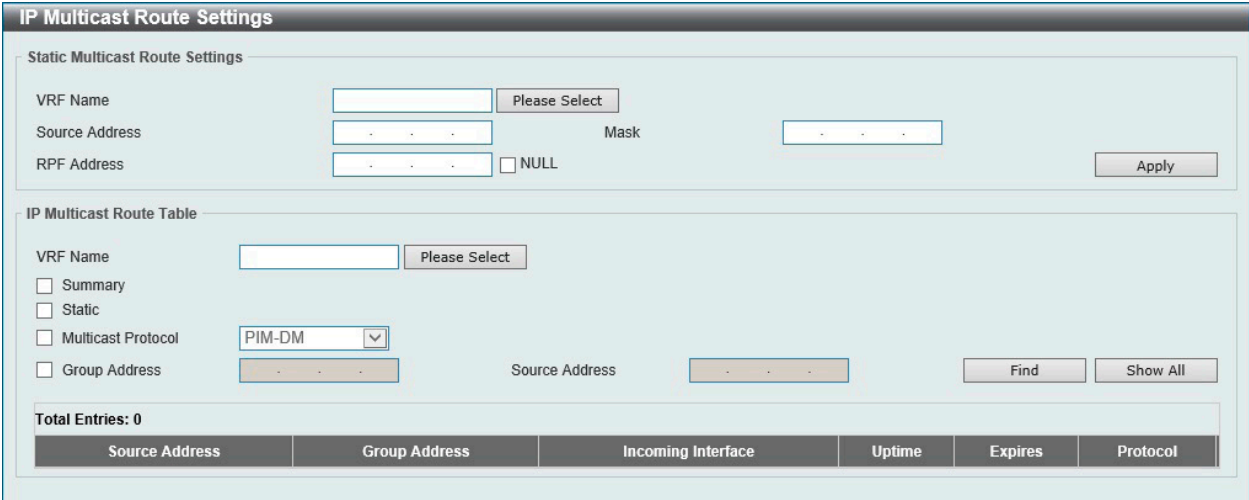 IP Multicast Route Settings
Static Multicast Route Settings
VRF Name Please Select
Source Address . . . Mask . . .
RPF Address . . . NULL Apply
IP Multicast Route Table
VRF Name Please Select
Summary
Static
Multicast Protocol PIM-DM
Group Address . . . Source Address . . . Find Show All
Total Entries: 0
Source Address Group Address Incoming Interface Uptime Expires Protocol